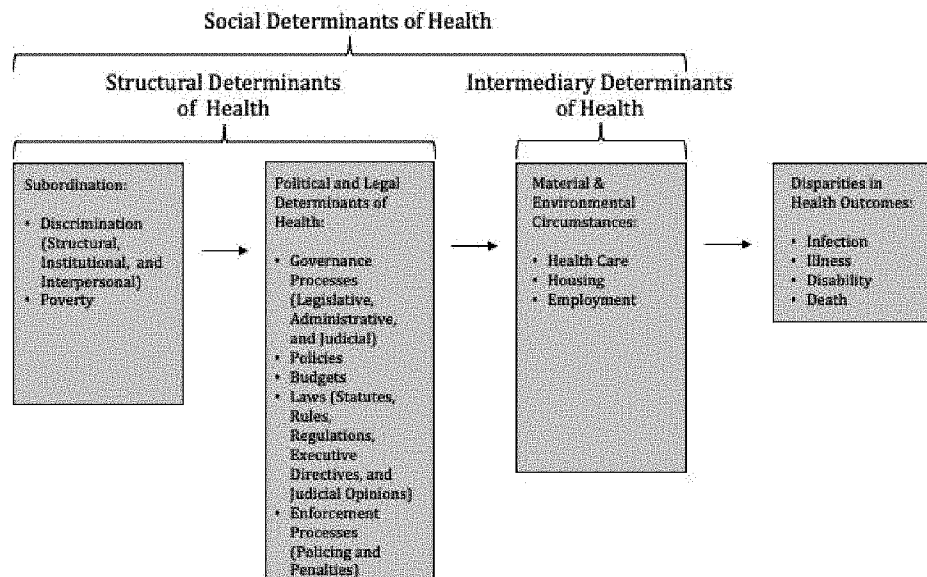 Social Determinants of Health
Structural Determinants
of Health
Intermediary Determinants
of Health
Subordination:
• Discrimination
(Structural,
Institutional, and
Interpersonal)
• Poverty
Political and Legal
Determinants of
Health:
• Governance
Processes
(Legislative,
Administrative,
and Judicial)
• Policies
• Budgets
• Laws (Statutes,
Rules,
Regulations,
Executive
Directives, and
Judicial Opinions)
• Enforcement
Processes
(Policing and
Penalties)
Material &
Environmental
Circumstances:
• Health Care
• Housing
• Employment
Disparities in
Health Outcomes:
• Infection
• Illness
• Disability
• Death